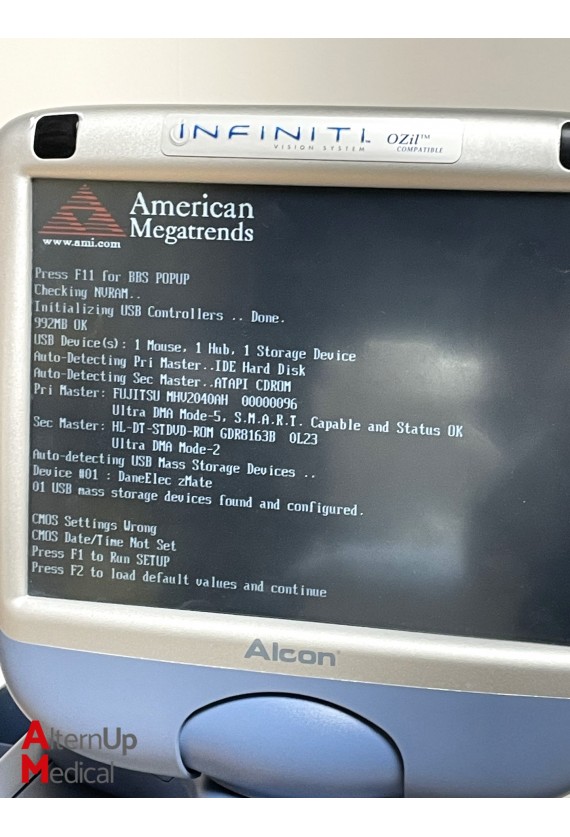 INFINITI™ OZil™
VISION SYSTEM COMPATIBLE
American
Megatrends
www.ami.com
Press F11 for BBS POPUP
Checking NVRAM..
Initializing USB Controllers .. Done.
992MB OK
USB Device(s): 1 Mouse, 1 Hub, 1 Storage Device
Auto-Detecting Pri Master..IDE Hard Disk
Auto-Detecting Sec Master..ATAPI CDROM
Pri Master: FUJITSU MHV2040AH 00000096
Ultra DMA Mode-5, S.M.A.R.T. Capable and Status OK
Sec Master: HL-DT-STDVD-ROM GDR8163B 0L23
Ultra DMA Mode-2
Auto-detecting USB Mass Storage Devices ..
Device #01 : DaneElec zMate
01 USB mass storage devices found and configured.
CMOS Settings Wrong
CMOS Date/Time Not Set
Press F1 to Run SETUP
Press F2 to load default values and continue
Alcon
AlternUp
Medical